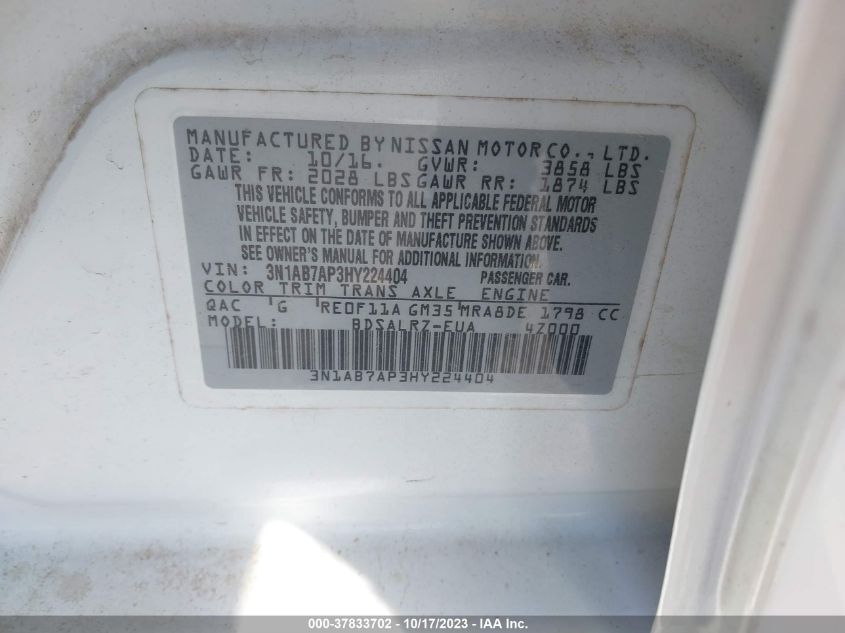 MANUFACTURED BY NISSAN MOTOR CO., LTD.
DATE: 10/16. GVWR: 3858 LBS
GAWR FR: 2028 LBS GAWR RR: 1874 LBS
THIS VEHICLE CONFORMS TO ALL APPLICABLE FEDERAL MOTOR
VEHICLE SAFETY, BUMPER AND THEFT PREVENTION STANDARDS
IN EFFECT ON THE DATE OF MANUFACTURE SHOWN ABOVE.
SEE OWNER'S MANUAL FOR ADDITIONAL INFORMATION.
VIN: 3N1AB7AP3HY224404 PASSENGER CAR.
COLOR TRIM TRANS AXLE ENGINE
QAC G RE0F11A GM35 MRA8DE 1798 CC
MODEL: BDSALRZ-EUA 4Z000
3N1AB7AP3HY224404
000-37833702 - 10/17/2023 - IAA Inc.